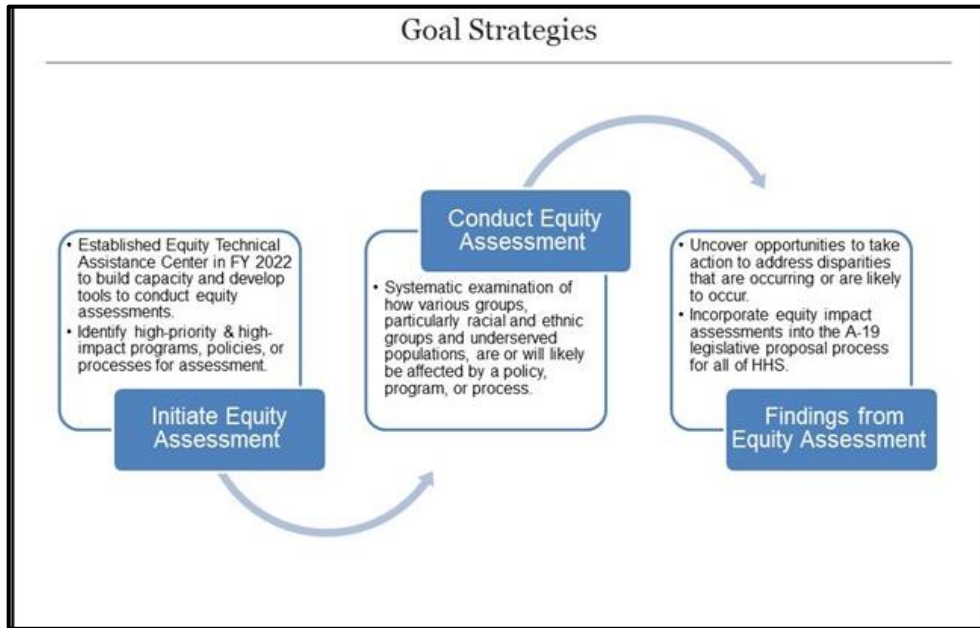 Goal Strategies
• Established Equity Technical
Assistance Center in FY 2022
to build capacity and develop
tools to conduct equity
assessments.
• Identify high-priority & high-
impact programs, policies, or
processes for assessment.
Initiate Equity
Assessment
Conduct Equity
Assessment
• Systematic examination of
how various groups,
particularly racial and ethnic
groups and underserved
populations, are or will likely
be affected by a policy,
program, or process.
• Uncover opportunities to take
action to address disparities
that are occurring or are likely
to occur.
• Incorporate equity impact
assessments into the A-19
legislative proposal process
for all of HHS.
Findings from
Equity Assessment